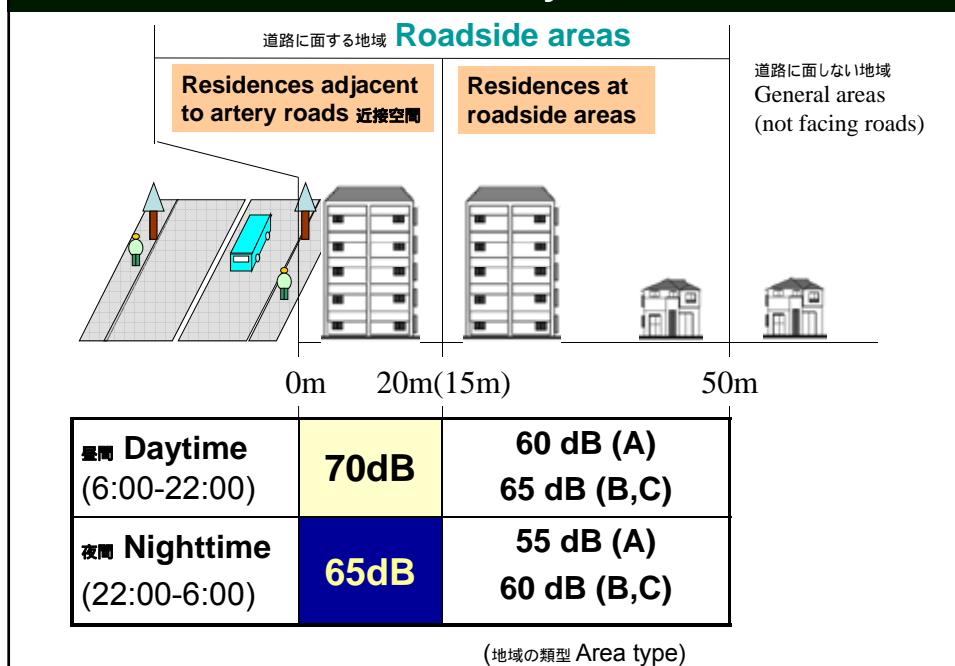 道路に面する地域 Roadside areas
Residences adjacent
to artery roads 近接空間
Residences at
roadside areas
道路に面しない地域
General areas
(not facing roads)
0m 20m(15m) 50m
昼間 Daytime
(6:00-22:00)
70dB
60 dB (A)
65 dB (B,C)
夜間 Nighttime
(22:00-6:00)
65dB
55 dB (A)
60 dB (B,C)
(地域の類型 Area type)